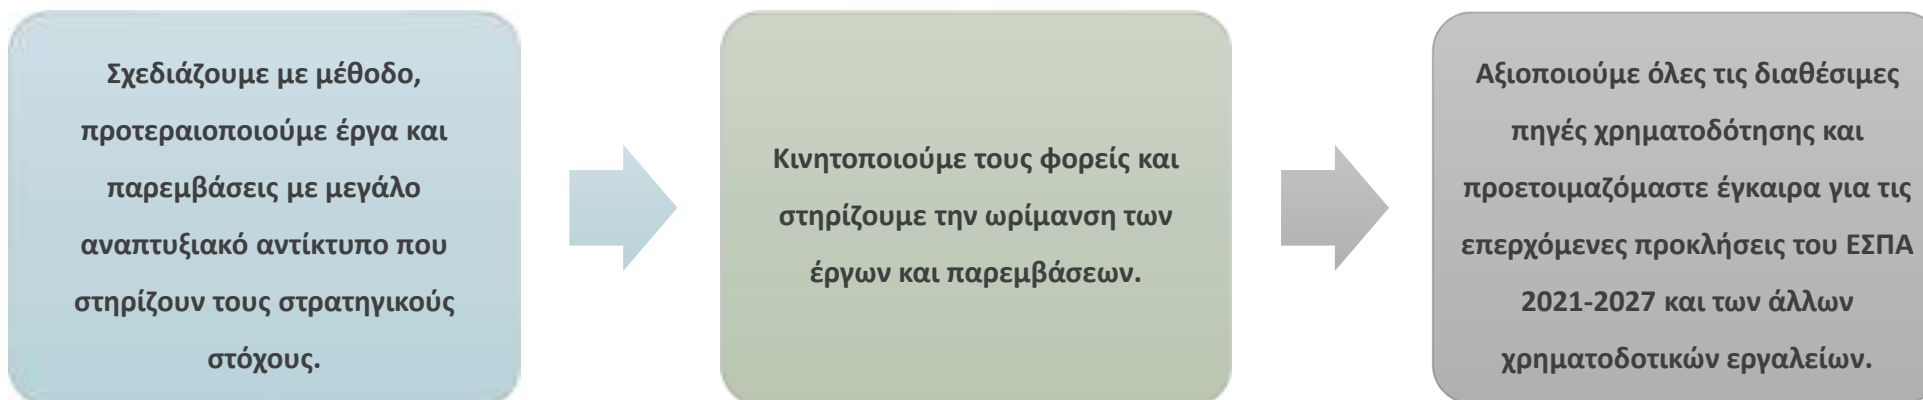 Σχεδιάζουμε με μέθοδο,
προτεραιοποιούμε έργα και
παρεμβάσεις με μεγάλο
αναπτυξιακό αντίκτυπο που
στηρίζουν τους στρατηγικούς
στόχους.
Κινητοποιούμε τους φορείς και
στηρίζουμε την ωρίμανση των
έργων και παρεμβάσεων.
Αξιοποιούμε όλες τις διαθέσιμες
πηγές χρηματοδότησης και
προετοιμαζόμαστε έγκαιρα για τις
επερχόμενες προκλήσεις του ΕΣΠΑ
2021-2027 και των άλλων
χρηματοδοτικών εργαλείων.